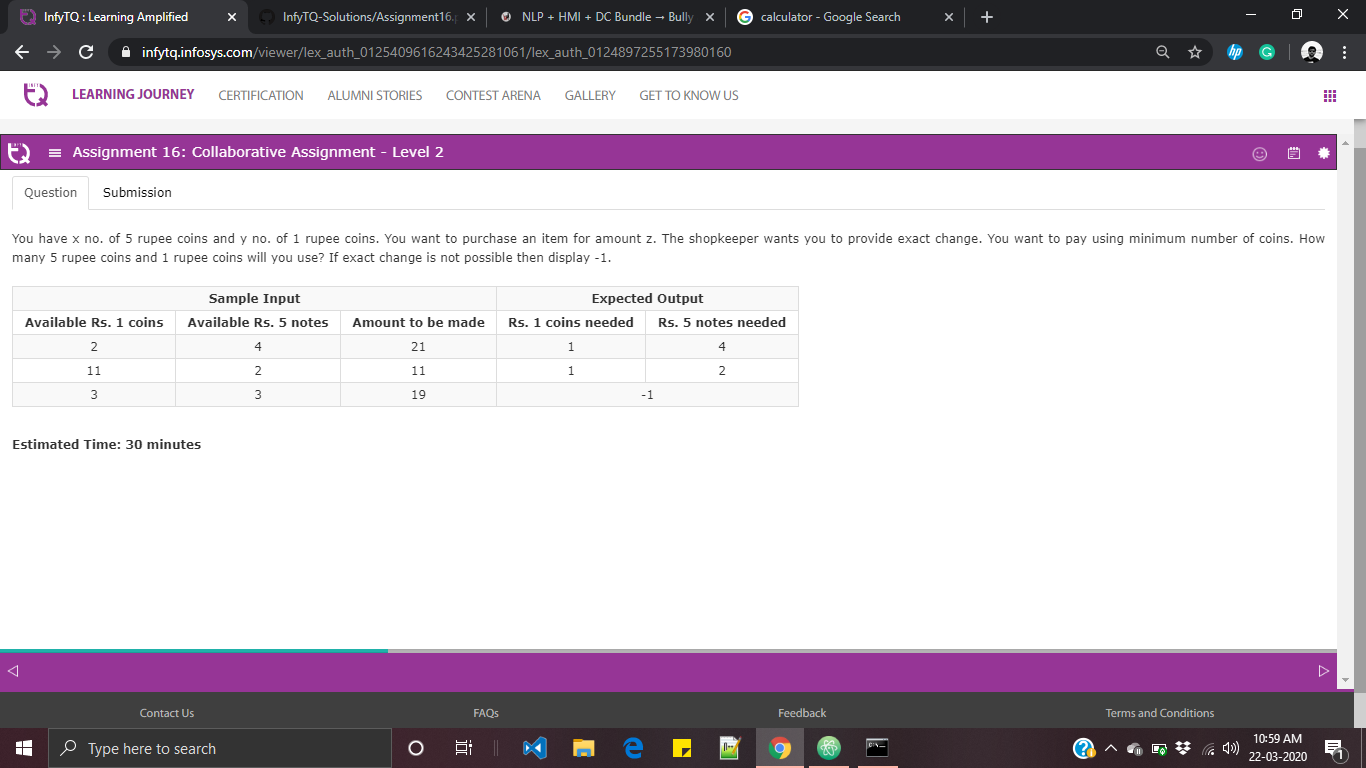 InfyTQ : Learning Amplified
InfyTQ-Solutions/Assignment16.p
NLP + HMI + DC Bundle → Bully
calculator - Google Search
infytq.infosys.com/viewer/lex_auth_0125409616243425281061/lex_auth_0124897255173980160
LEARNING JOURNEY CERTIFICATION ALUMNI STORIES CONTEST ARENA GALLERY GET TO KNOW US
Assignment 16: Collaborative Assignment - Level 2
Question Submission
You have x no. of 5 rupee coins and y no. of 1 rupee coins. You want to purchase an item for amount z. The shopkeeper wants you to provide exact change. You want to pay using minimum number of coins. How
many 5 rupee coins and 1 rupee coins will you use? If exact change is not possible then display -1.
Sample Input Expected Output
Available Rs. 1 coins Available Rs. 5 notes Amount to be made Rs. 1 coins needed Rs. 5 notes needed
2 4 21 1 4
11 2 11 1 2
3 3 19 -1
Estimated Time: 30 minutes
Contact Us FAQs Feedback Terms and Conditions
Type here to search
10:59 AM
22-03-2020
1